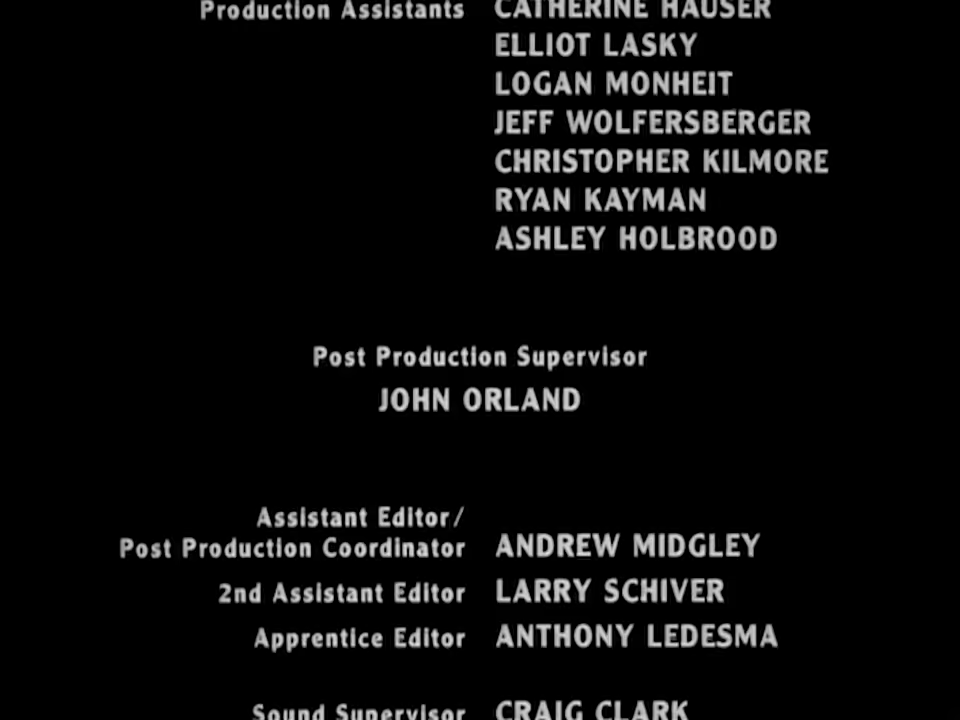 Production Assistants CATHERINE HAUSER
ELLIOT LASKY
LOGAN MONHEIT
JEFF WOLFERSBERGER
CHRISTOPHER KILMORE
RYAN KAYMAN
ASHLEY HOLBROOD
Post Production Supervisor
JOHN ORLAND
Assistant Editor/
Post Production Coordinator ANDREW MIDGLEY
2nd Assistant Editor LARRY SCHIVER
Apprentice Editor ANTHONY LEDESMA
Sound Supervisor CRAIG CLARK